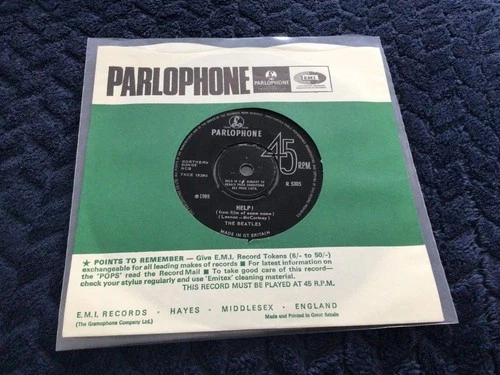 PARLOPHONE
PARLOPHONE
E.M.I.
PARLOPHONE
45 RPM
NORTHERN
SONGS
NCB
R 5305
℗ 1965
HELP!
(from film of same name)
(Lennon - McCartney)
THE BEATLES
MADE IN GT. BRITAIN
★ POINTS TO REMEMBER — Give E.M.I. Record Tokens (6/- to 50/-)
exchangeable for all leading makes of records ■ For latest information on
the "POPS" read the Record Mail ■ To take good care of this record—
check your stylus regularly and use 'Emitex' cleaning material.
THIS RECORD MUST BE PLAYED AT 45 R.P.M.
E.M.I. RECORDS - HAYES - MIDDLESEX - ENGLAND
(The Gramophone Company Ltd.) Made and Printed in Great Britain